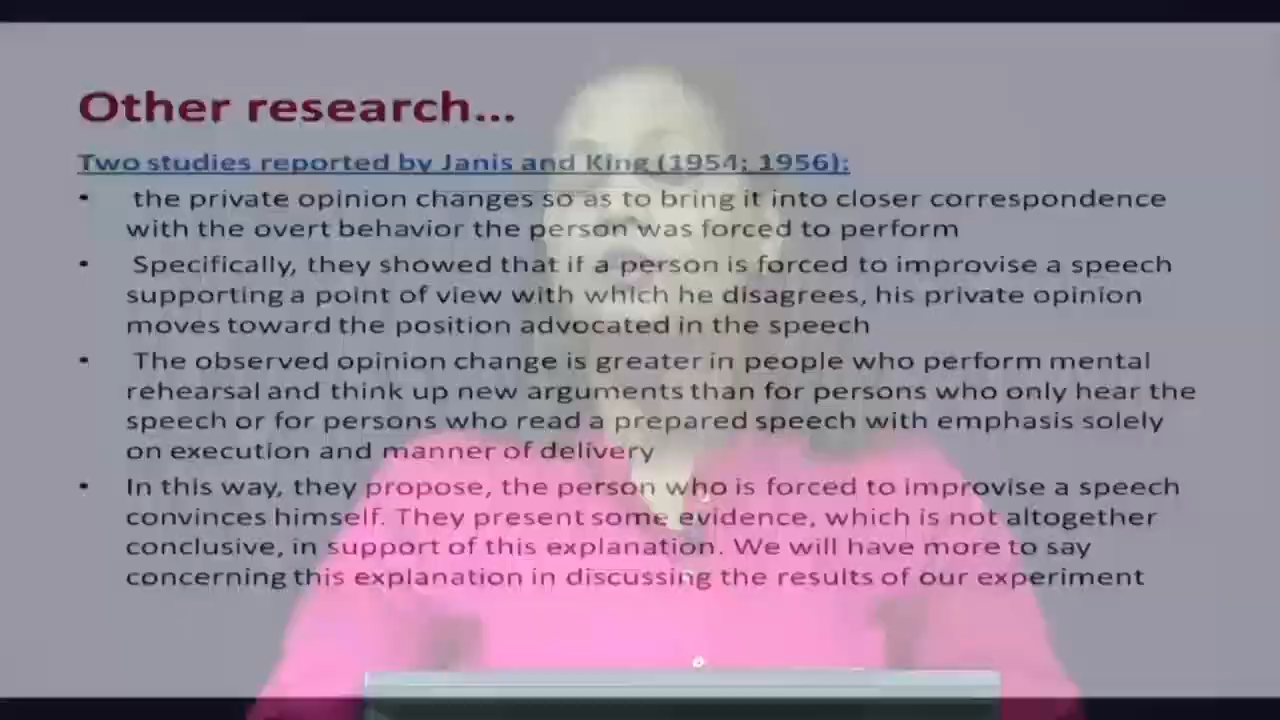 Other research...
Two studies reported by Janis and King (1954; 1956):
• the private opinion changes so as to bring it into closer correspondence
with the overt behavior the person was forced to perform
• Specifically, they showed that if a person is forced to improvise a speech
supporting a point of view with which he disagrees, his private opinion
moves toward the position advocated in the speech
• The observed opinion change is greater in people who perform mental
rehearsal and think up new arguments than for persons who only hear the
speech or for persons who read a prepared speech with emphasis solely
on execution and manner of delivery
• In this way, they propose, the person who is forced to improvise a speech
convinces himself. They present some evidence, which is not altogether
conclusive, in support of this explanation. We will have more to say
concerning this explanation in discussing the results of our experiment